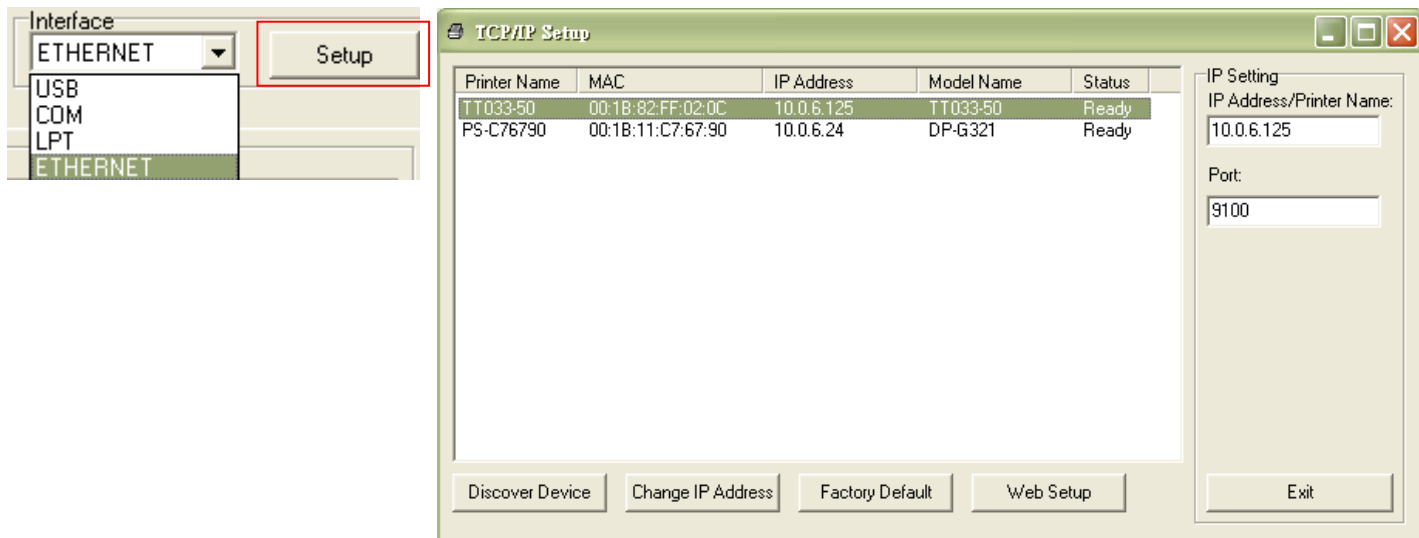 Interface
ETHERNET
Setup
USB
COM
LPT
ETHERNET
TCP/IP Setup
Printer Name MAC IP Address Model Name Status
TT033-50 00:1B:82:FF:02:0C 10.0.6.125 TT033-50 Ready
PS-C76790 00:1B:11:C7:67:90 10.0.6.24 DP-G321 Ready
IP Setting
IP Address/Printer Name:
10.0.6.125
Port:
9100
Discover Device Change IP Address Factory Default Web Setup Exit